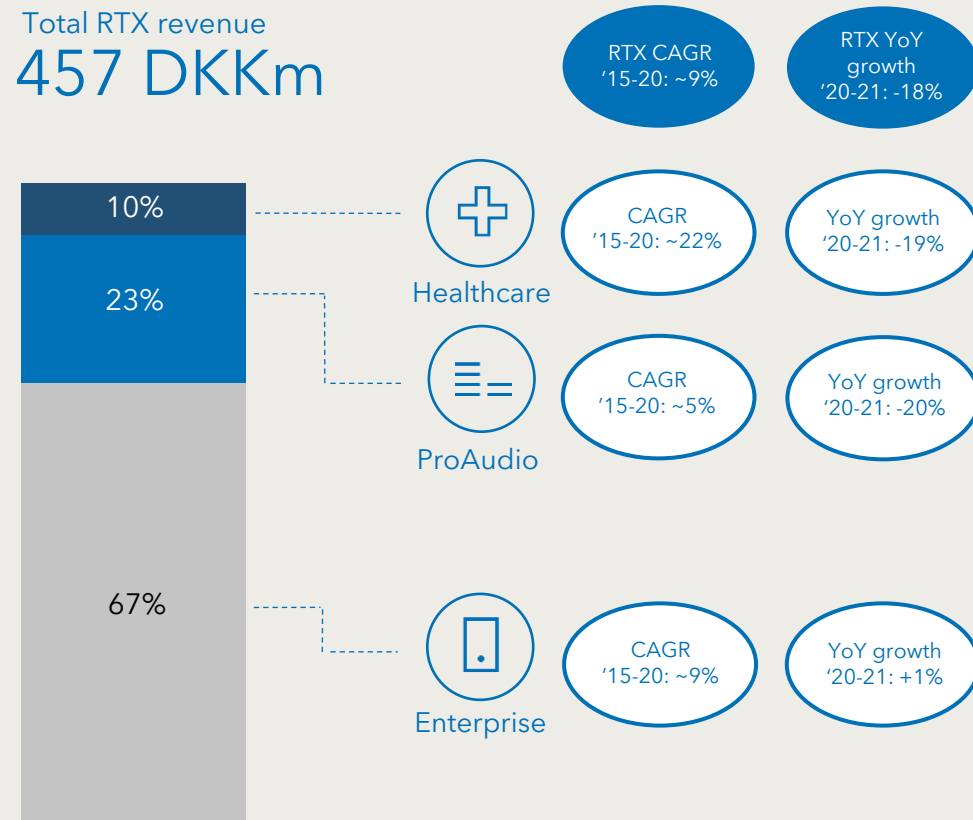 Total RTX revenue
457 DKKm
RTX CAGR
‘15-20: ~9%
RTX YoY
growth
‘20-21: -18%
10%
Healthcare
CAGR
‘15-20: ~22%
YoY growth
‘20-21: -19%
23%
ProAudio
CAGR
‘15-20: ~5%
YoY growth
‘20-21: -20%
67%
Enterprise
CAGR
‘15-20: ~9%
YoY growth
‘20-21: +1%